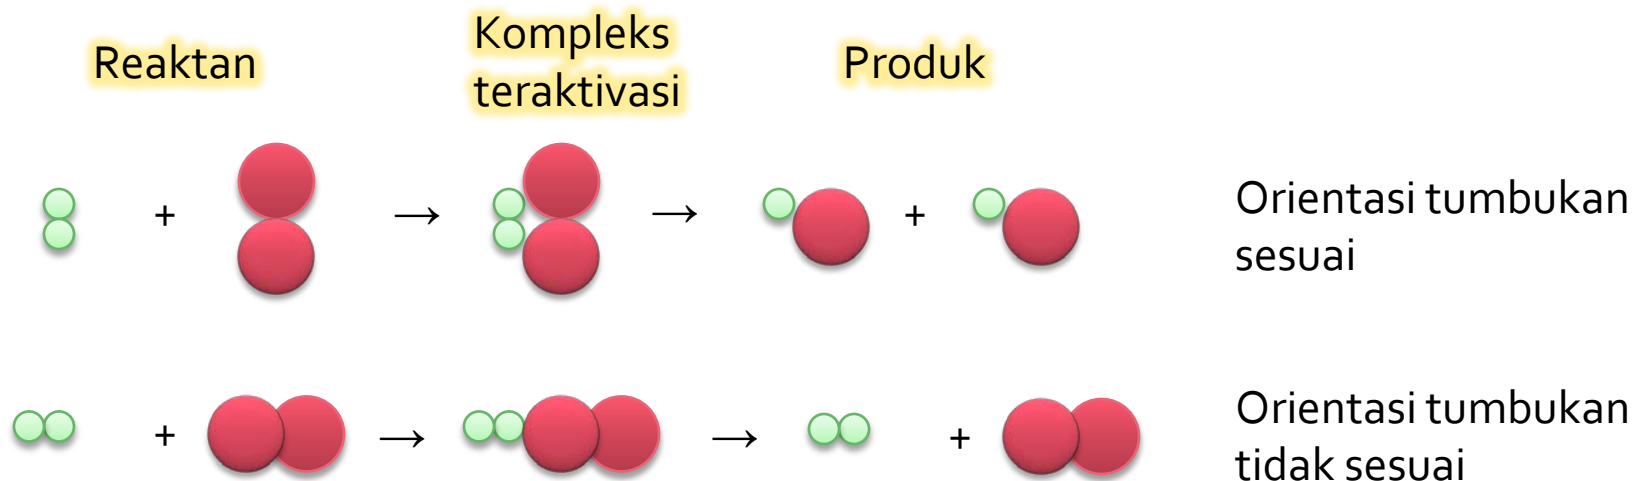 Reaktan
Kompleks
teraktivasi
Produk
+ → → +
Orientasi tumbukan
sesuai
+ → → +
Orientasi tumbukan
tidak sesuai